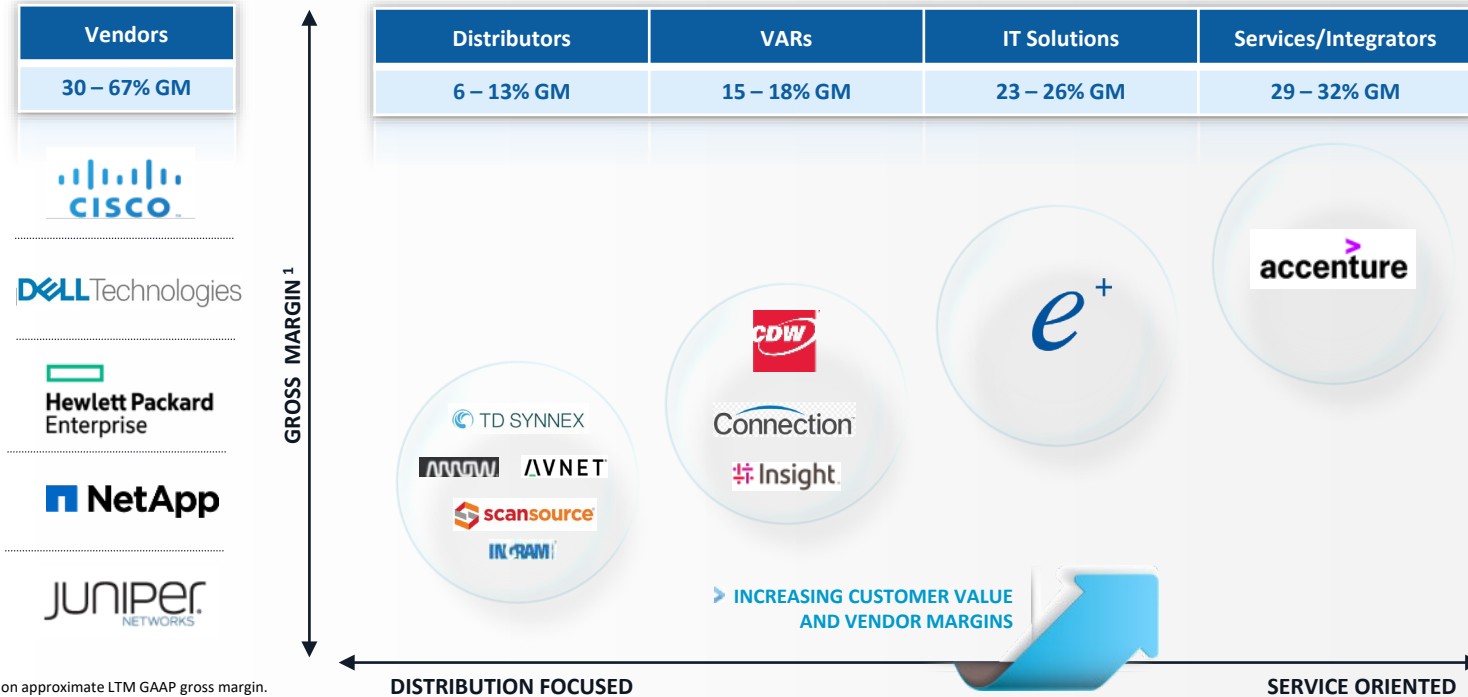 Vendors
30 – 67% GM
CISCO
DELL Technologies
Hewlett Packard
Enterprise
NetApp
JUNIPER
NETWORKS
GROSS MARGIN 1
Distributors
VARs
IT Solutions
Services/Integrators
6 – 13% GM
15 – 18% GM
23 – 26% GM
29 – 32% GM
TD SYNNEX
ARROW
AVNET
scansource
INGRAM
CDW
Connection
Insight
e+
accenture
INCREASING CUSTOMER VALUE
AND VENDOR MARGINS
on approximate LTM GAAP gross margin.
DISTRIBUTION FOCUSED
SERVICE ORIENTED